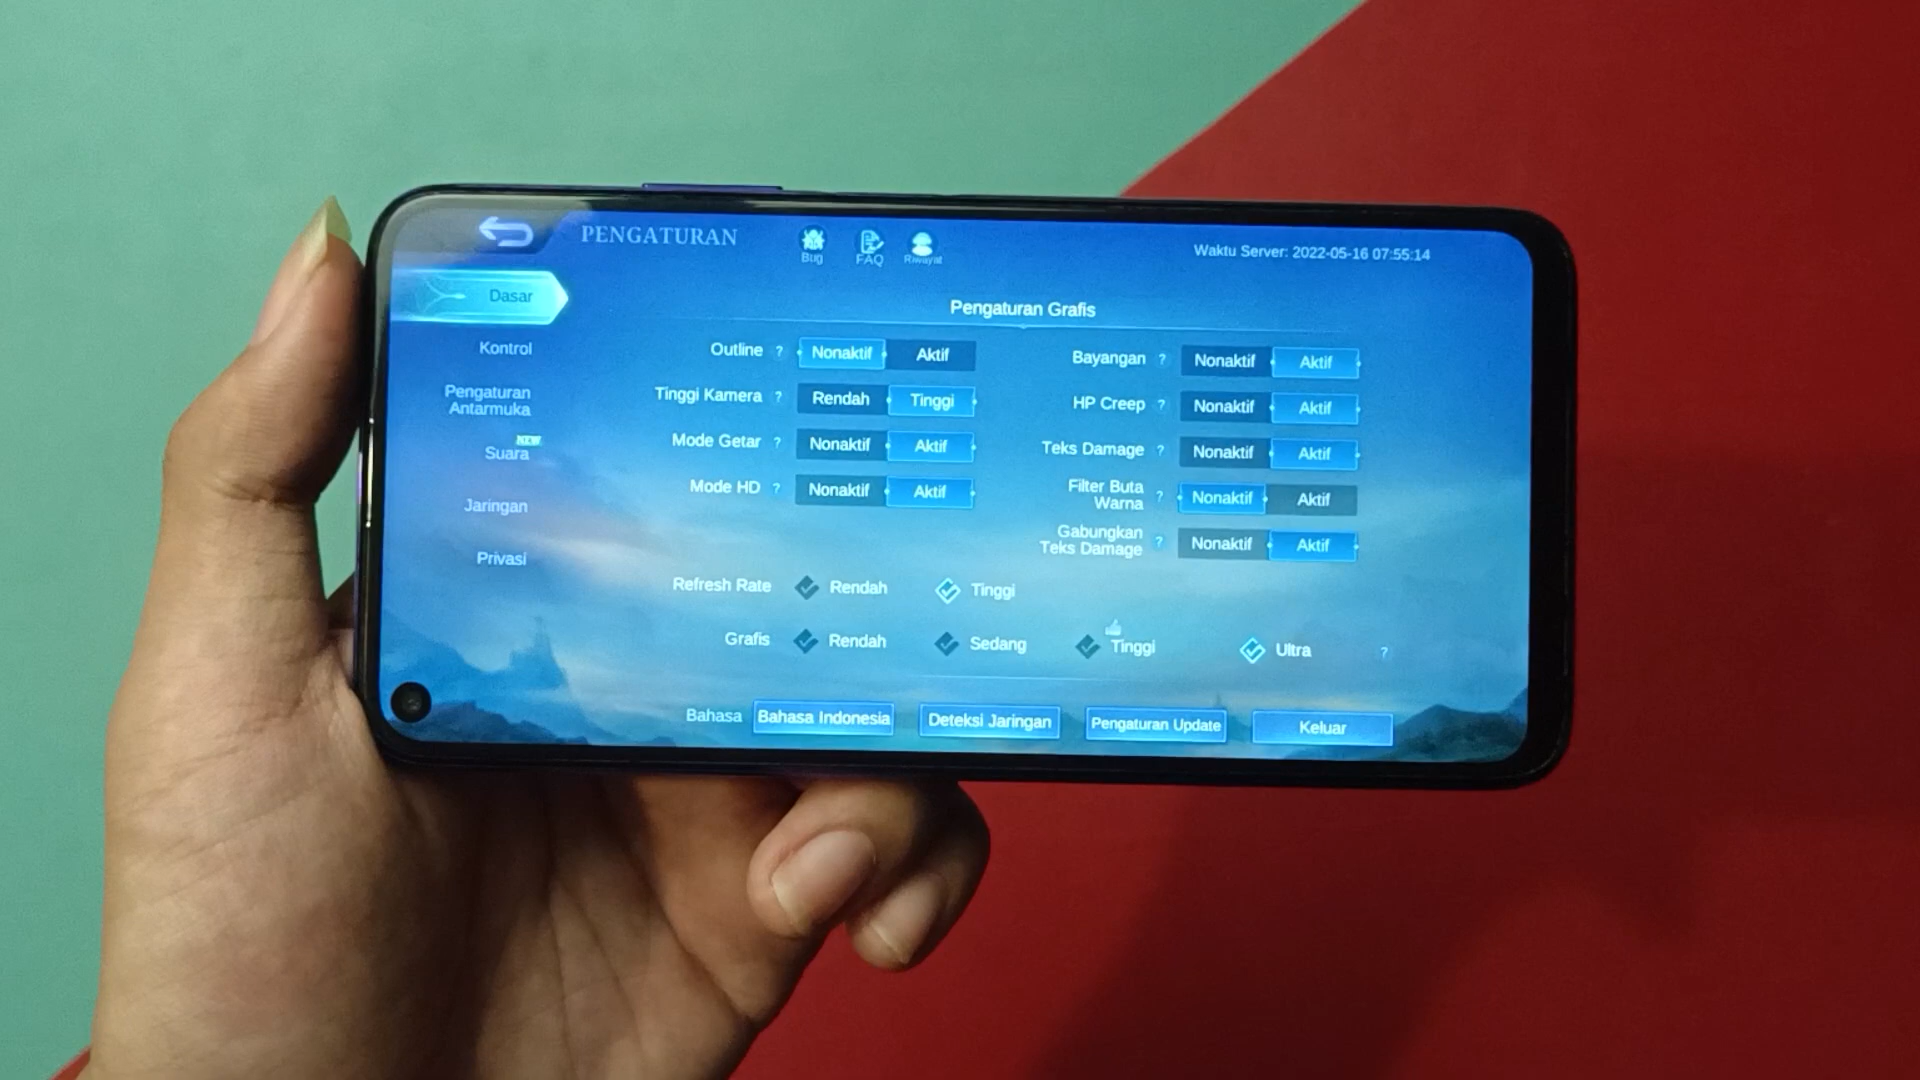 PENGATURAN
Bug
FAQ
Riwayat
Waktu Server: 2022-05-16 07:55:14
Dasar
Kontrol
Pengaturan
Antarmuka
NEW
Suara
Jaringan
Privasi
Pengaturan Grafis
Outline ? Nonaktif Aktif
Tinggi Kamera ? Rendah Tinggi
Mode Getar ? Nonaktif Aktif
Mode HD ? Nonaktif Aktif
Bayangan ? Nonaktif Aktif
HP Creep ? Nonaktif Aktif
Teks Damage ? Nonaktif Aktif
Filter Buta
Warna ? Nonaktif Aktif
Gabungkan
Teks Damage ? Nonaktif Aktif
Refresh Rate Rendah Tinggi
Grafis Rendah Sedang Tinggi Ultra ?
Bahasa Bahasa Indonesia Deteksi Jaringan Pengaturan Update Keluar